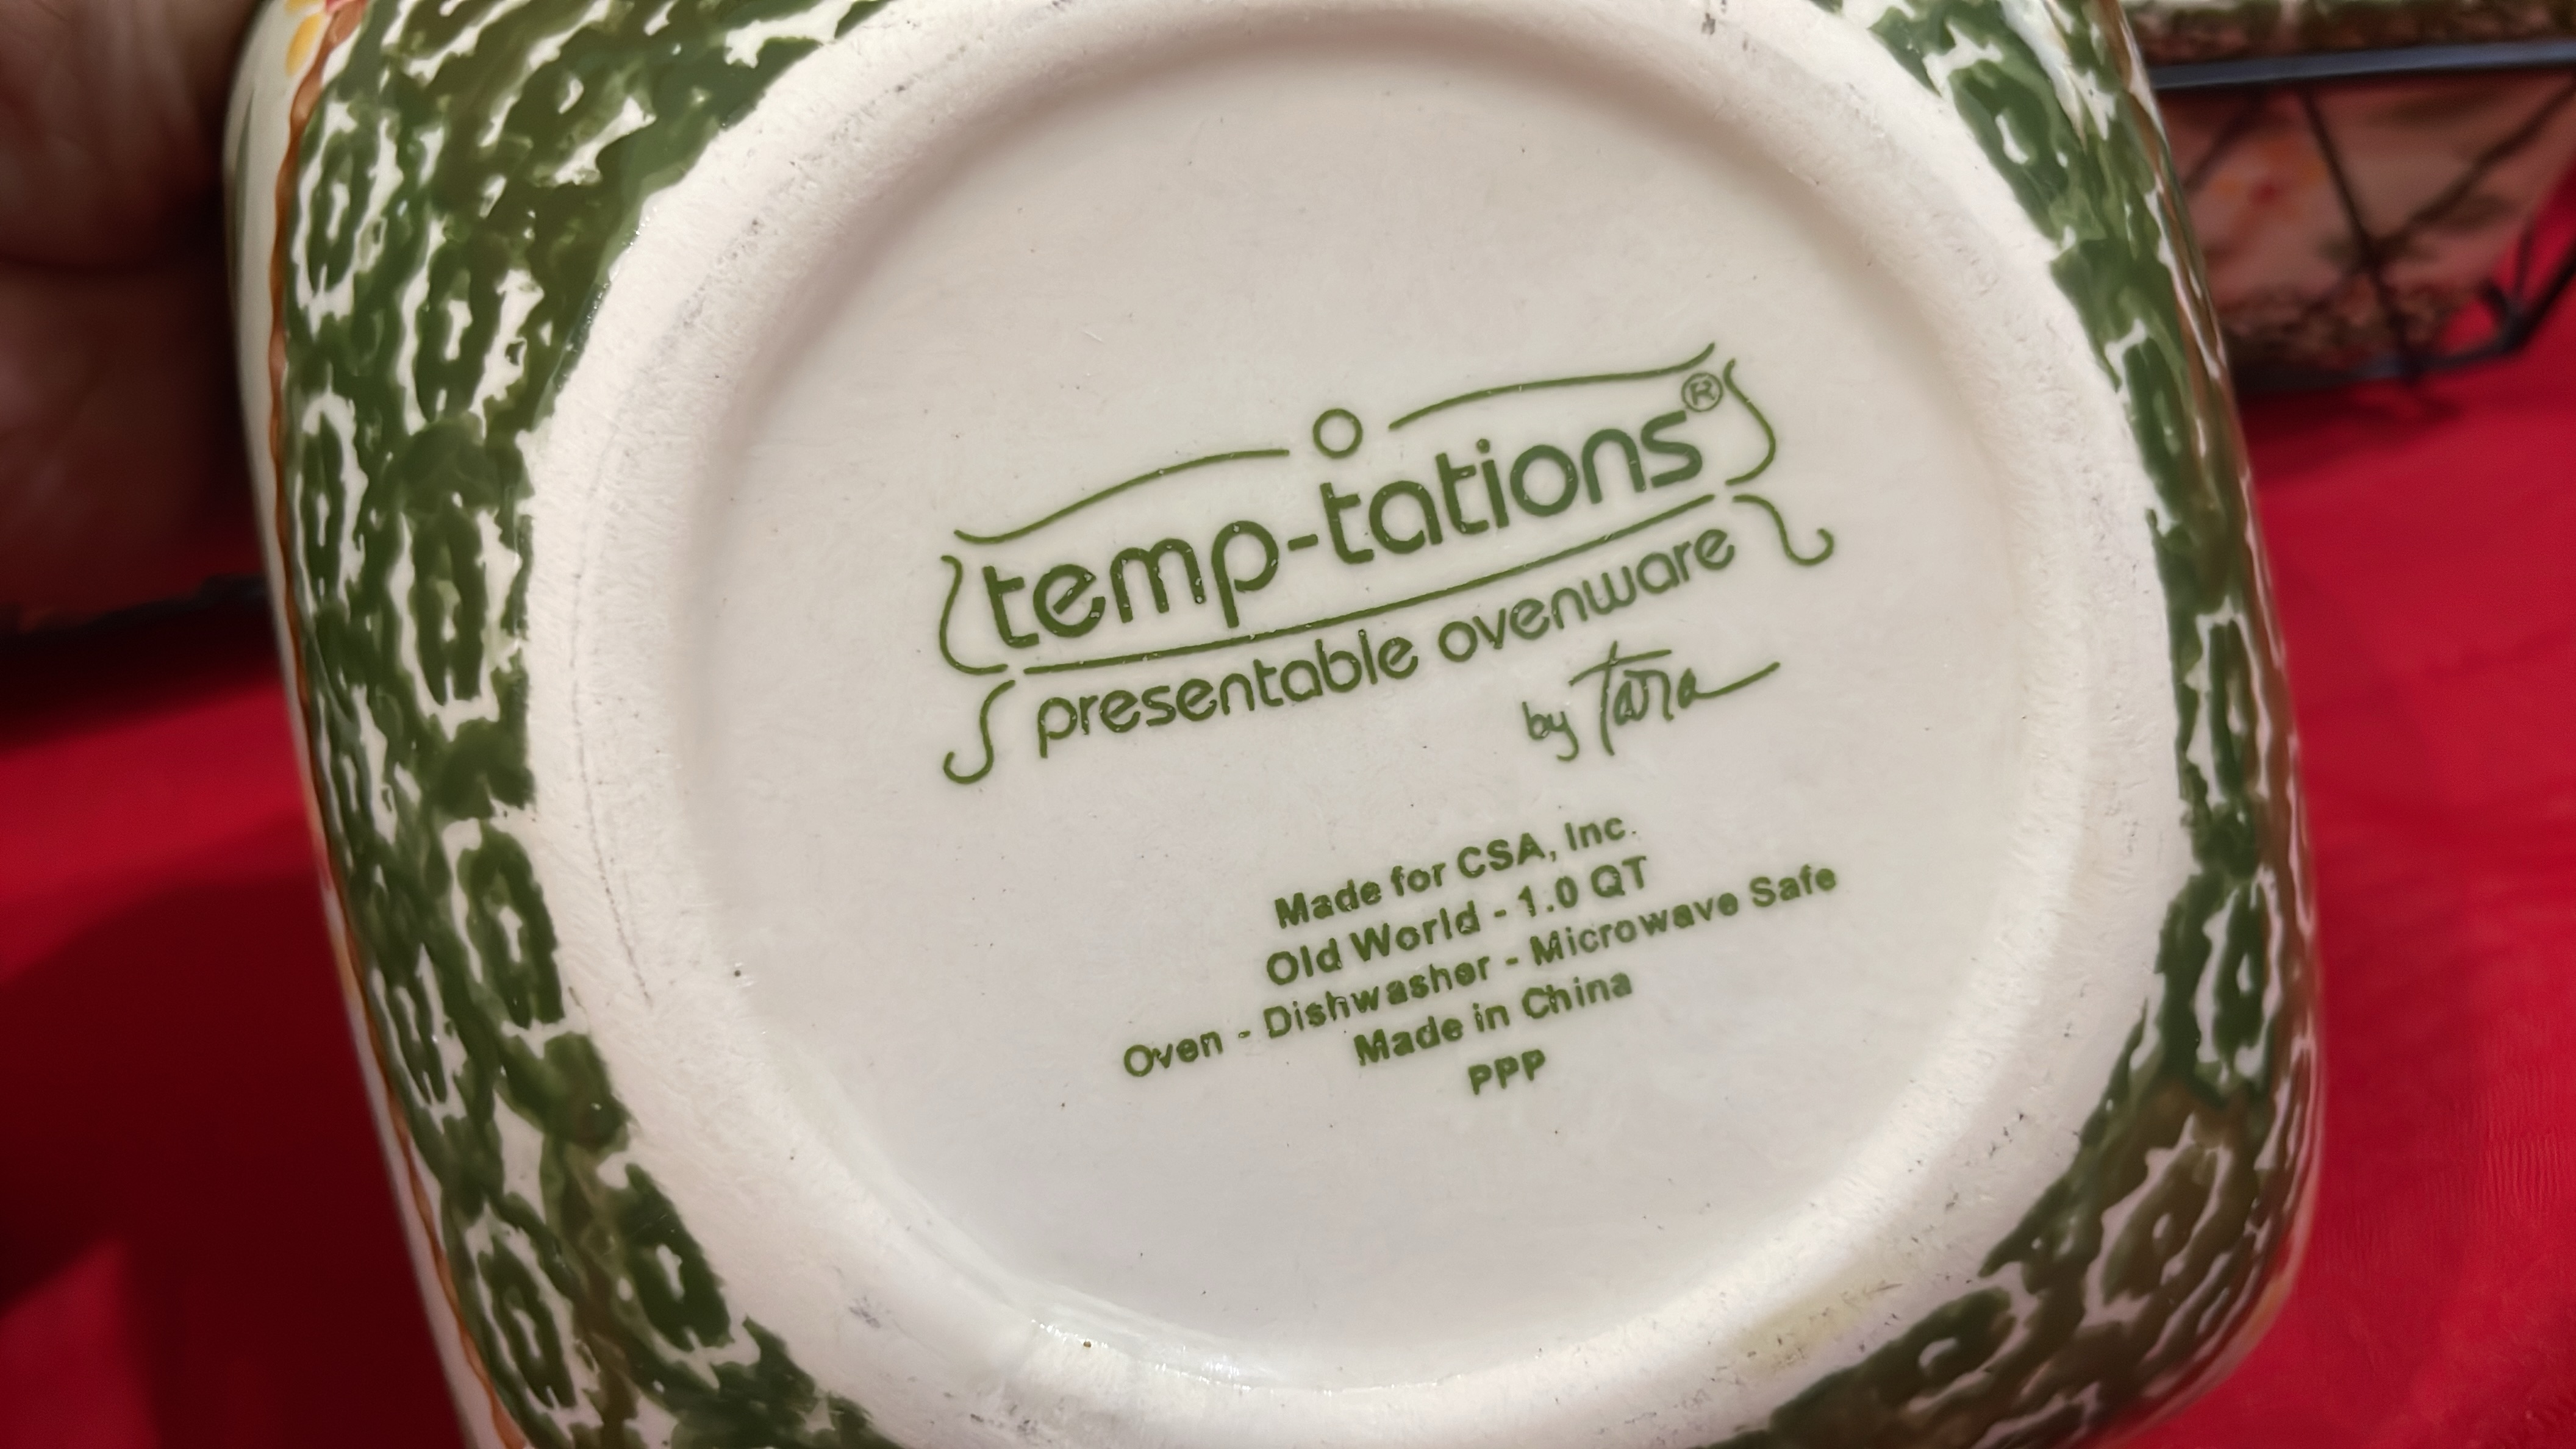 temp-tations®
presentable ovenware
by Tara
Made for CSA, Inc.
Old World - 1.0 QT
Oven - Dishwasher - Microwave Safe
Made in China
PPP